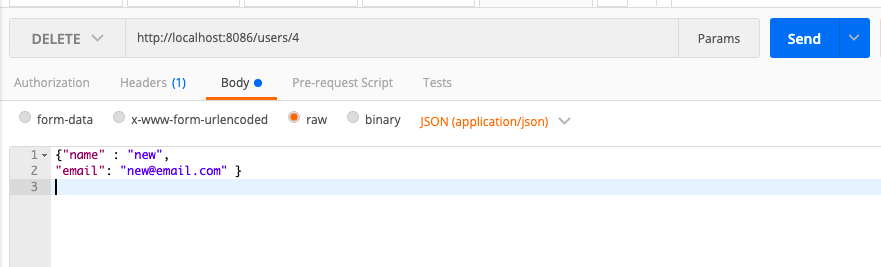 DELETE http://localhost:8086/users/4 Params Send
Authorization Headers (1) Body Pre-request Script Tests
form-data x-www-form-urlencoded raw binary JSON (application/json)
1 {"name" : "new",
2 "email": "new@email.com" }
3